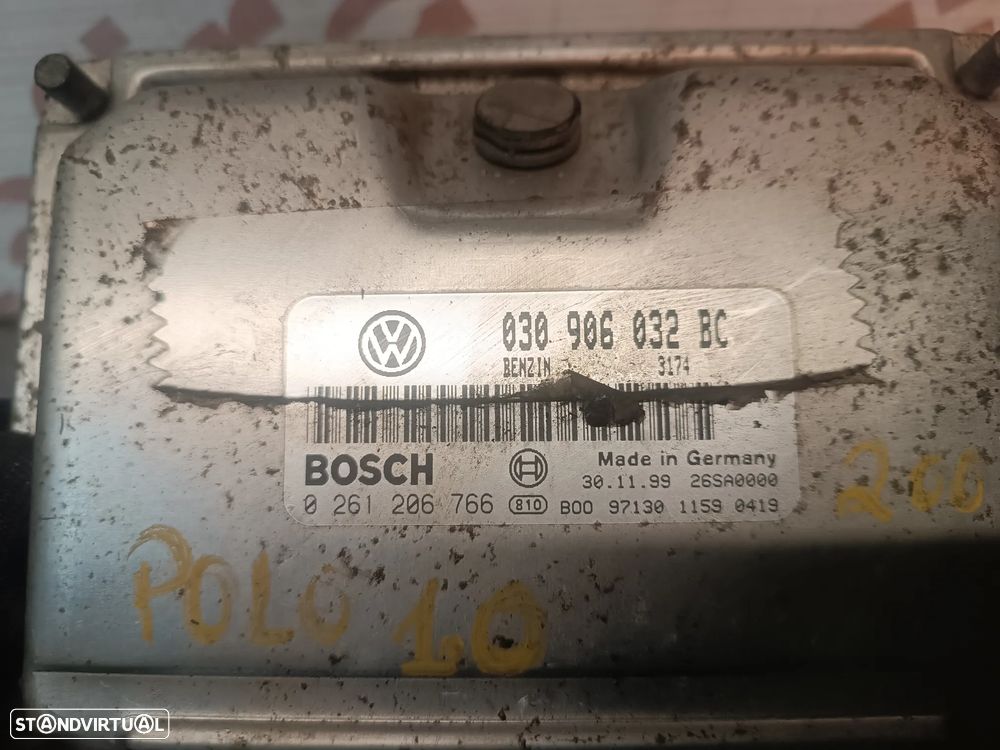 VW
030 906 032 BC
BENZIN 3174
BOSCH
Made in Germany
30.11.99 26SA0000
0 261 206 766 810 B00 97130 1159 0419
200
POLO 1.0
STANDVIRTUAL